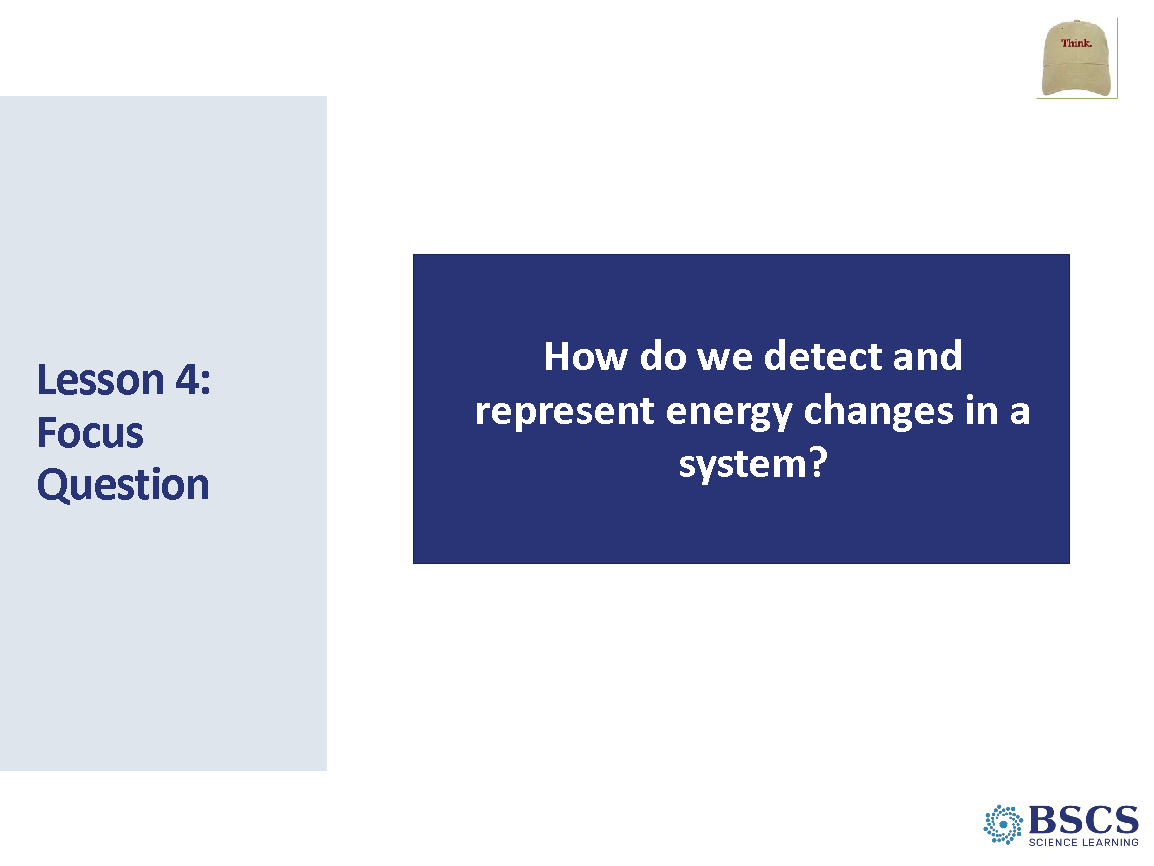 Think.
Lesson 4:
Focus
Question
How do we detect and
represent energy changes in a
system?
BSCS
SCIENCE LEARNING